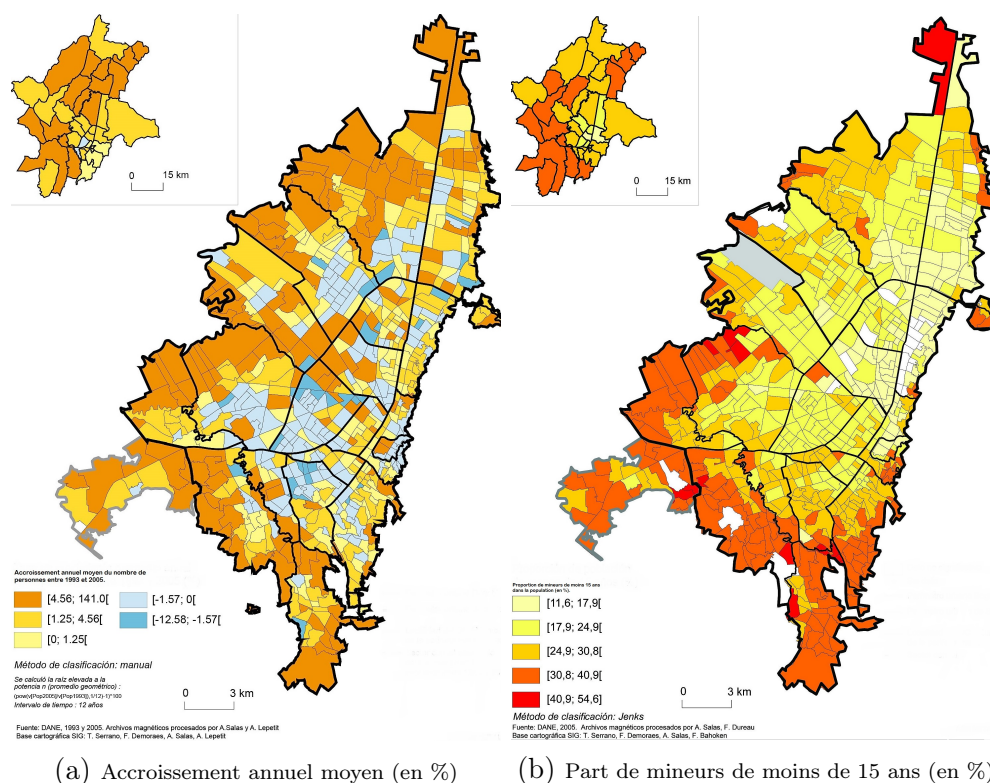 0 15 km
0 15 km
Accroissement annuel moyen du nombre de
personnes entre 1993 et 2005.
[4.56; 141.0[
[1.25; 4.56[
[0; 1.25[
[-1.57; 0[
[-12.58; -1.57[
Método de clasificación: manual
Se calculó la raíz elevada a la
potencia n (promedio geométrico) :
(pow(v[Pop2005]/v[Pop1993]),1/12)-1)*100
Intervalo de tiempo : 12 años
0 3 km
Fuente: DANE, 1993 y 2005. Archivos magnéticos procesados por A.Salas y A. Lepetit
Base cartográfica SIG: T. Serrano, F. Demoraes, A. Salas, A. Lepetit
Proportion de mineurs de moins 15 ans
dans la population (en %).
[11,6; 17,9[
[17,9; 24,9[
[24,9; 30,8[
[30,8; 40,9[
[40,9; 54,6]
0 3 km
Método de clasificación: Jenks
Fuente: DANE, 2005. Archivos magnéticos procesados por A. Salas, F. Dureau
Base cartográfica SIG: T. Serrano, F. Demoraes, A. Salas, F. Bahoken
(a) Accroissement annuel moyen (en %)
(b) Part de mineurs de moins de 15 ans (en %)